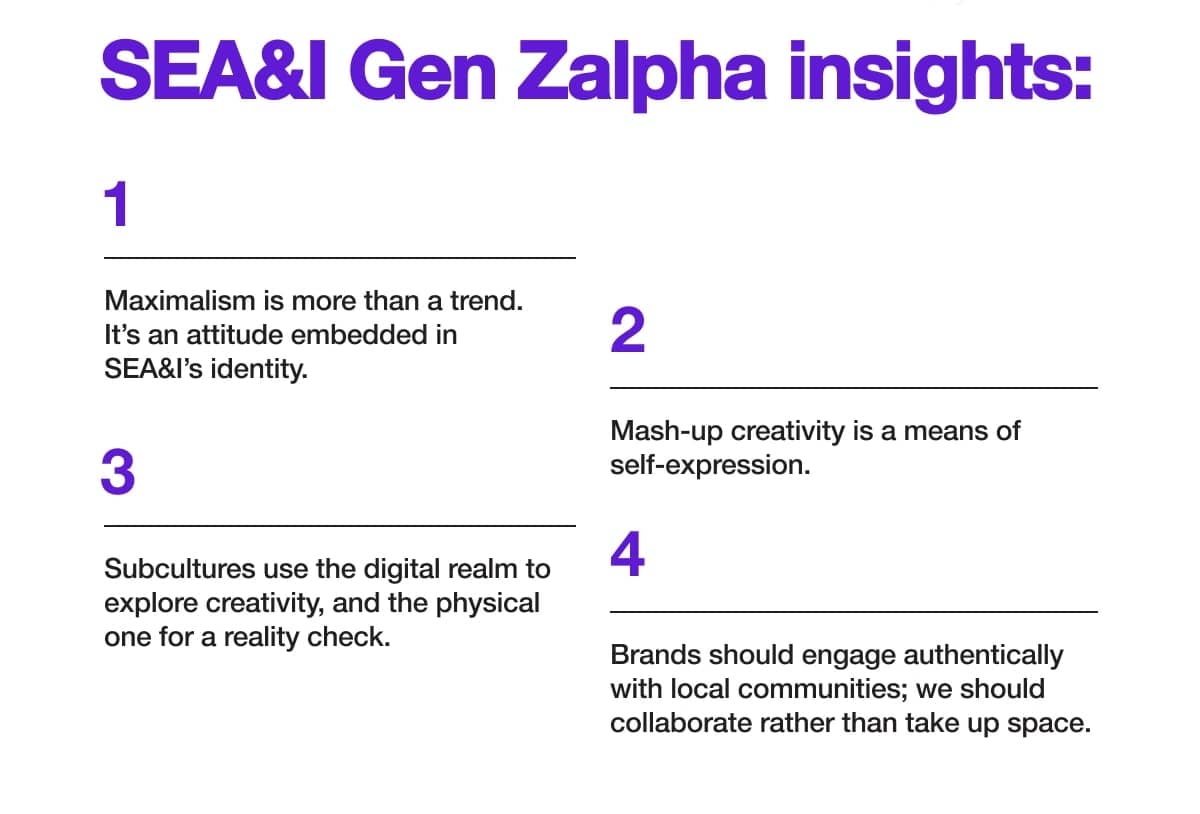 SEA&I Gen Zalpha insights:
1
Maximalism is more than a trend.
It’s an attitude embedded in
SEA&I’s identity.
2
Mash-up creativity is a means of
self-expression.
3
Subcultures use the digital realm to
explore creativity, and the physical
one for a reality check.
4
Brands should engage authentically
with local communities; we should
collaborate rather than take up space.